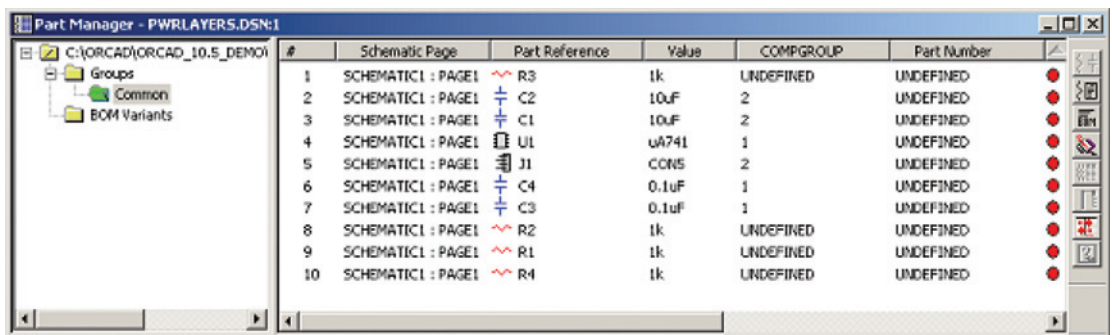 Part Manager - PWRLAYERS.DSN:1
C:\ORCAD\ORCAD_10.5_DEMO\
Groups
Common
BOM Variants
# Schematic Page Part Reference Value COMPGROUP Part Number
1 SCHEMATIC1 : PAGE1 R3 1k UNDEFINED UNDEFINED
2 SCHEMATIC1 : PAGE1 C2 10uF 2 UNDEFINED
3 SCHEMATIC1 : PAGE1 C1 10uF 2 UNDEFINED
4 SCHEMATIC1 : PAGE1 U1 uA741 1 UNDEFINED
5 SCHEMATIC1 : PAGE1 J1 CON5 2 UNDEFINED
6 SCHEMATIC1 : PAGE1 C4 0.1uF 1 UNDEFINED
7 SCHEMATIC1 : PAGE1 C3 0.1uF 1 UNDEFINED
8 SCHEMATIC1 : PAGE1 R2 1k UNDEFINED UNDEFINED
9 SCHEMATIC1 : PAGE1 R1 1k UNDEFINED UNDEFINED
10 SCHEMATIC1 : PAGE1 R4 1k UNDEFINED UNDEFINED